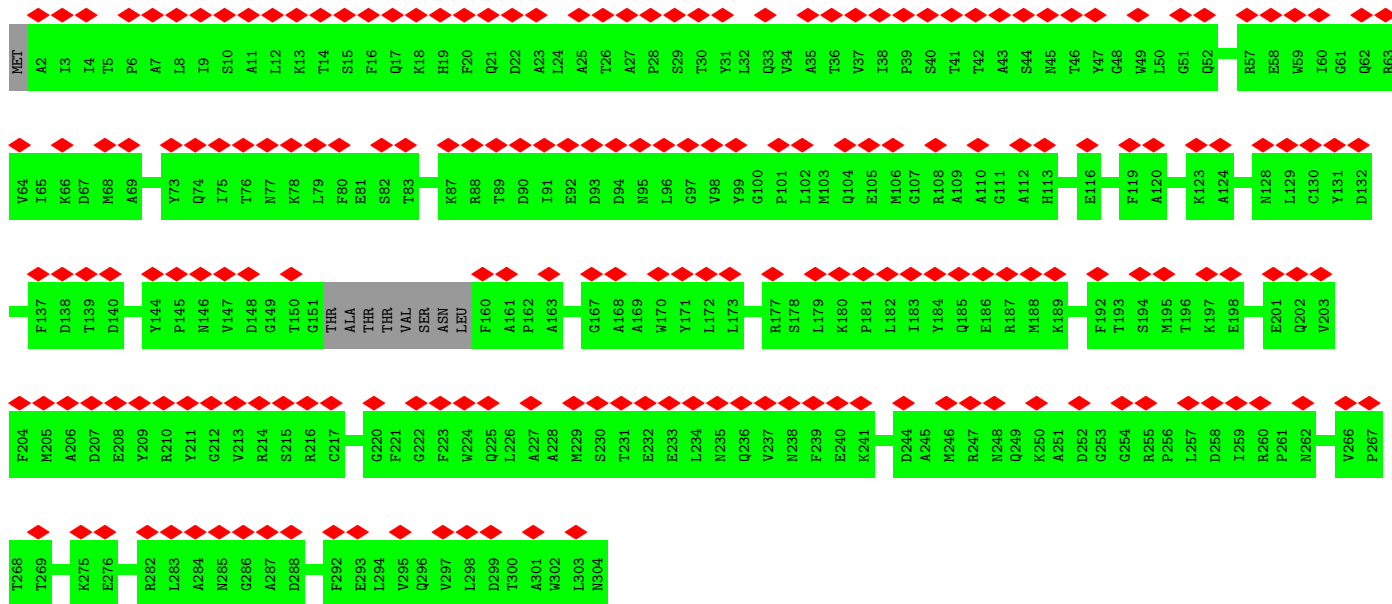 MET A2 I3 I4 T5 P6 A7 L8 I9 S10 A11 L12 K13 T14 S15 F16 Q17 K18 H19 F20 Q21 D22 A23 L24 A25 T26 A27 P28 S29 T30 Y31 L32 Q33 V34 A35 T36 V37 I38 P39 S40 T41 T42 A43 S44 N45 T46 Y47 G48 W49 L50 G51 Q52 R57 E58 W59 I60 G61 Q62 R63
V64 I65 K66 D67 M68 A69 Y73 Q74 I75 T76 N77 K78 L79 F80 E81 S82 T83 K87 R88 T89 D90 I91 E92 D93 D94 N95 L96 G97 V98 Y99 G100 P101 L102 M103 Q104 E105 M106 G107 R108 A109 A110 G111 A112 H113 E116 F119 A120 K123 A124 N128 L129 C130 Y131 D132
F137 D138 T139 D140 Y144 P145 N146 V147 D148 G149 T150 G151 THR ALA THR THR VAL SER ASN LEU F160 A161 P162 A163 G167 A168 A169 W170 Y171 L172 L173 R177 S178 L179 K180 P181 L182 I183 Y184 Q185 E186 R187 M188 K189 F192 T193 S194 M195 T196 K197 E198 E201 Q202 V203
F204 M205 A206 D207 E208 Y209 R210 Y211 G212 V213 R214 S215 R216 C217 G220 F221 G222 F223 W224 Q225 L226 A227 A228 M229 S230 T231 E232 E233 L234 N235 Q236 V237 N238 F239 E240 K241 D244 A245 M246 R247 N248 Q249 K250 A251 D252 G253 G254 R255 P256 L257 D258 I259 R260 P261 N262 V266 P267
T268 T269 K275 E276 R282 L283 A284 N285 G286 A287 D288 F292 E293 L294 V295 Q296 V297 L298 D299 T300 A301 W302 L303 N304